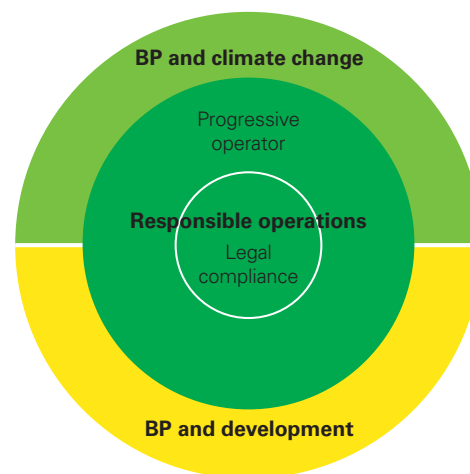 BP and climate change
Progressive
operator
Responsible operations
Legal
compliance
BP and development